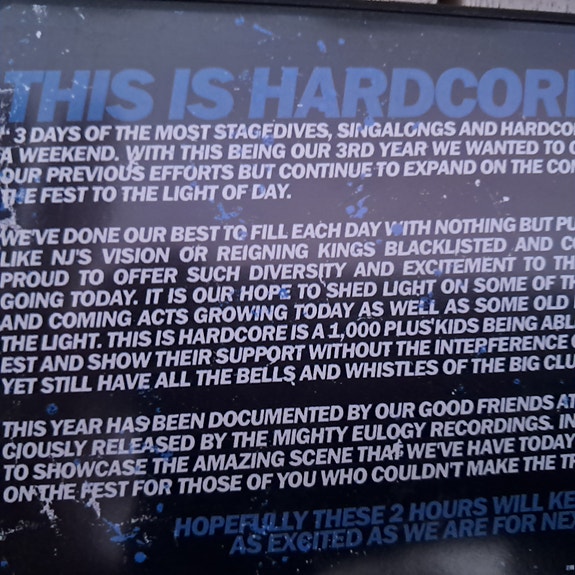 THIS IS HARDCORE
" 3 DAYS OF THE MOST STAGEDIVES, SINGALONGS AND HARDCO
A WEEKEND. WITH THIS BEING OUR 3RD YEAR WE WANTED TO
OUR PREVIOUS EFFORTS BUT CONTINUE TO EXPAND ON THE CO
THE FEST TO THE LIGHT OF DAY.
WE'VE DONE OUR BEST TO FILL EACH DAY WITH NOTHING BUT PU
LIKE NJ'S VISION OR REIGNING KINGS BLACKLISTED AND CO
PROUD TO OFFER SUCH DIVERSITY AND EXCITEMENT TO TH
GOING TODAY. IT IS OUR HOPE TO SHED LIGHT ON SOME OF T
AND COMING ACTS GROWING TODAY AS WELL AS SOME OLD
THE LIGHT. THIS IS HARDCORE IS A 1,000 PLUS KIDS BEING ABL
EST AND SHOW THEIR SUPPORT WITHOUT THE INTERFERENCE
YET STILL HAVE ALL THE BELLS AND WHISTLES OF THE BIG CLU
THIS YEAR HAS BEEN DOCUMENTED BY OUR GOOD FRIENDS AT
CIOUSLY RELEASED BY THE MIGHTY EULOGY RECORDINGS. IN
TO SHOWCASE THE AMAZING SCENE THAT WE'VE HAVE TODAY
ON THE FEST FOR THOSE OF YOU WHO COULDN'T MAKE THE TR
HOPEFULLY THESE 2 HOURS WILL KE
AS EXCITED AS WE ARE FOR NEX